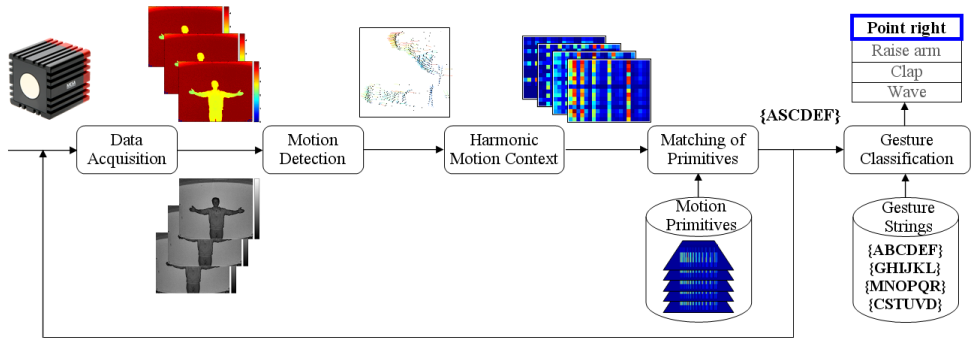 Point right
Raise arm
Clap
Wave
{ASCDEF}
Data
Acquisition
Motion
Detection
Harmonic
Motion Context
Matching of
Primitives
Gesture
Classification
Motion
Primitives
Gesture
Strings
{ABCDEF}
{GHIJKL}
{MNOPQR}
{CSTUVD}